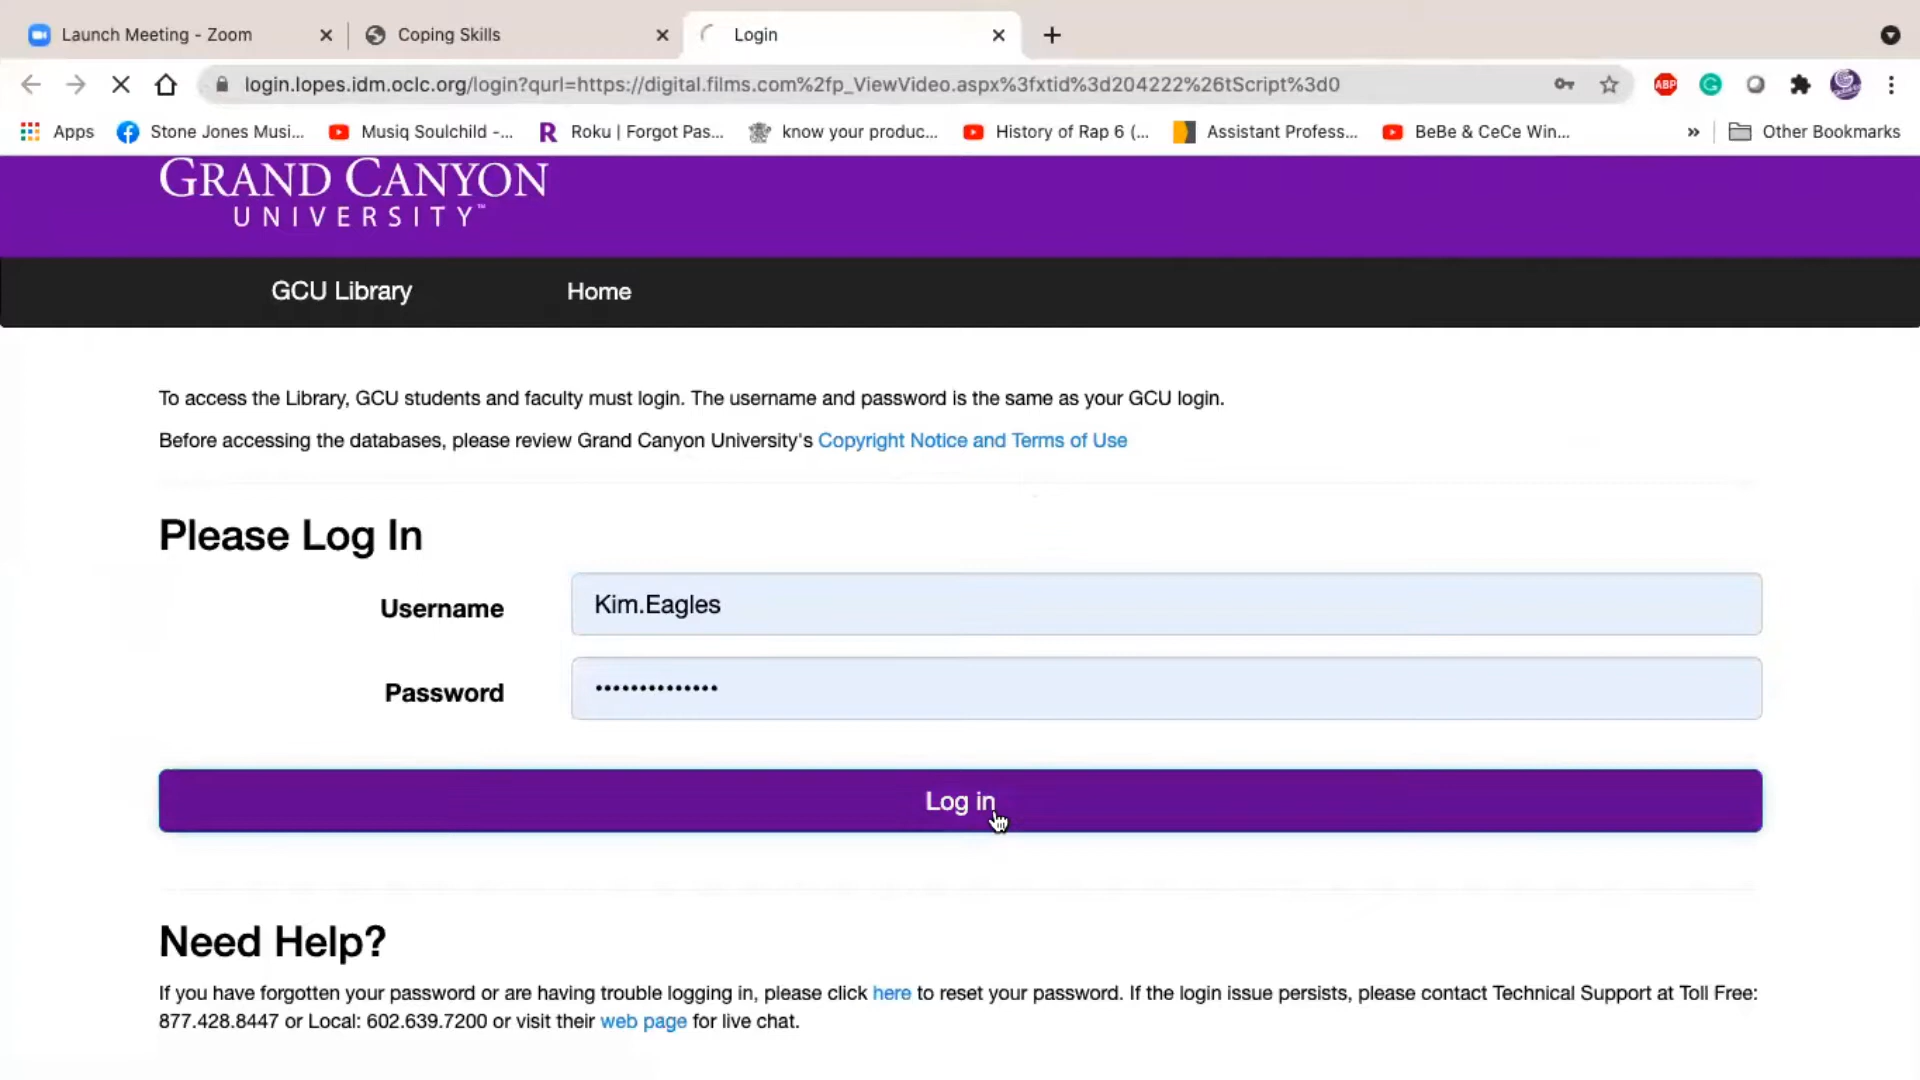 Launch Meeting - Zoom
Coping Skills
Login
login.lopes.idm.oclc.org/login?qurl=https://digital.films.com%2fp_ViewVideo.aspx%3fxtid%3d204222%26tScript%3d0
ABP
Apps
Stone Jones Musi...
Musiq Soulchild -...
R
Roku | Forgot Pas...
know your produc...
History of Rap 6 (...
Assistant Profess...
BeBe & CeCe Win...
»
Other Bookmarks
GRAND CANYON
UNIVERSITY™
GCU Library
Home
To access the Library, GCU students and faculty must login. The username and password is the same as your GCU login.
Before accessing the databases, please review Grand Canyon University's Copyright Notice and Terms of Use
Please Log In
Username
Kim.Eagles
Password
••••••••••••••
Log in
Need Help?
If you have forgotten your password or are having trouble logging in, please click here to reset your password. If the login issue persists, please contact Technical Support at Toll Free:
877.428.8447 or Local: 602.639.7200 or visit their web page for live chat.